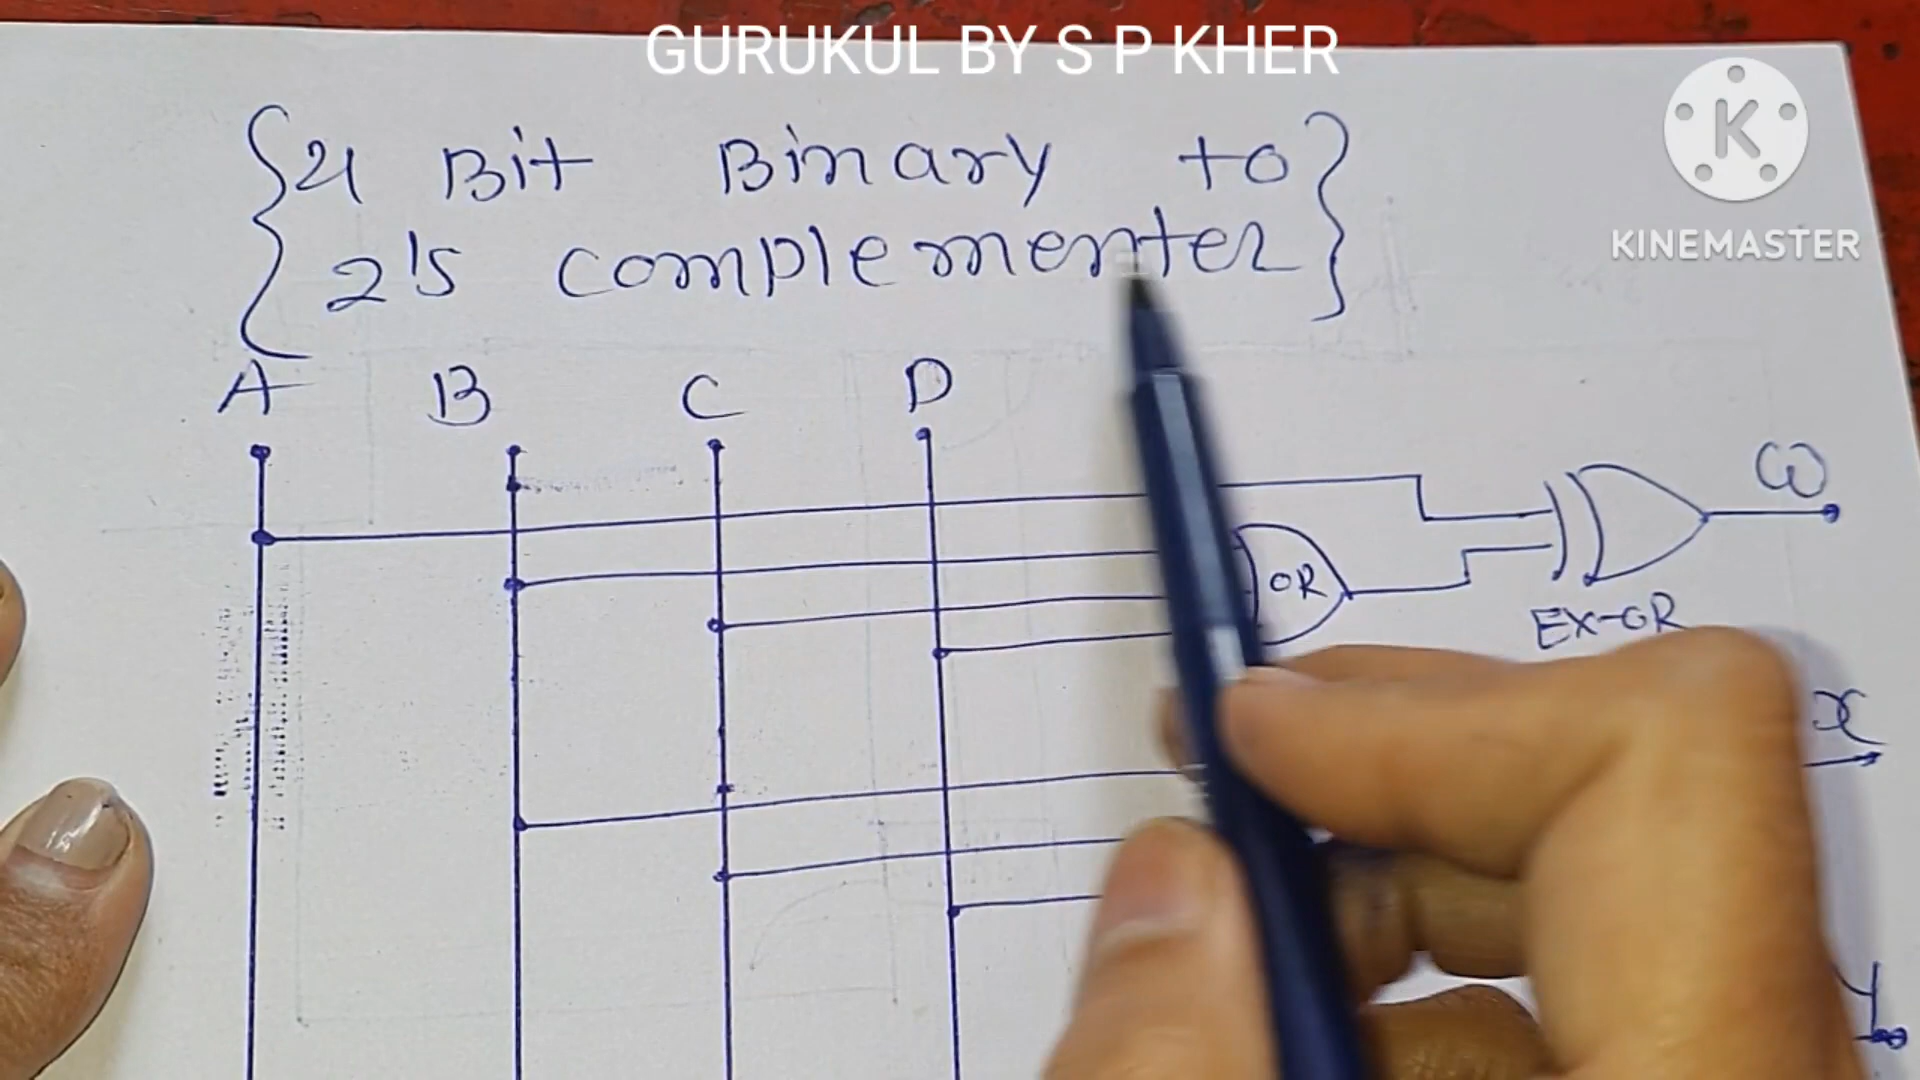 GURUKUL BY S P KHER
K
KINEMASTER
4 Bit Binary to
2's complementer
A B C D
ω
OR
EX-OR
x
y